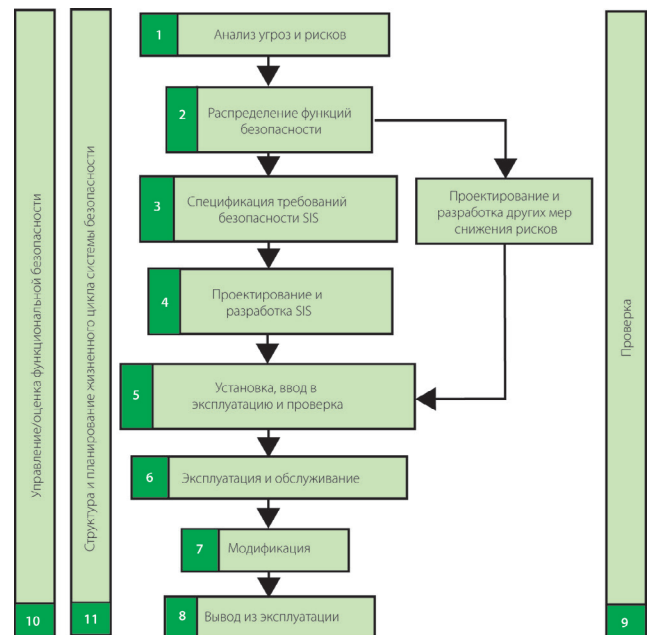 1
Анализ угроз и рисков
2
Распределение функций
безопасности
3
Спецификация требований
безопасности SIS
Проектирование и
разработка других мер
снижения рисков
4
Проектирование и
разработка SIS
5
Установка, ввод в
эксплуатацию и проверка
6
Эксплуатация и обслуживание
7
Модификация
8
Вывод из эксплуатации
Управление/оценка функциональной безопасности
10
Структура и планирование жизненного цикла системы безопасности
11
Проверка
9